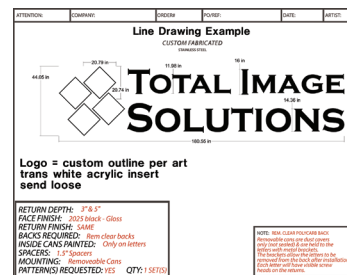 ATTENTION: COMPANY: ORDER# PO/REF: DATE: ARTIST:
Line Drawing Example
CUSTOM FABRICATED
STAINLESS STEEL
20.79 in
11.98 in
16 in
44.05 in
20.74 in
TOTAL IMAGE
14.38 in
SOLUTIONS
180.55 in
Logo = custom outline per art
trans white acrylic insert
send loose
RETURN DEPTH: 3" & 5"
FACE FINISH: 2025 black - Gloss
RETURN FINISH: SAME
BACKS REQUIRED: Rem clear backs
INSIDE CANS PAINTED: Only on letters
SPACERS: 1.5" Spacers
MOUNTING: Removeable Cans
PATTERN(S) REQUESTED: YES QTY: 1 SET(S)
NOTE: REM. CLEAR POLYCARB BACK
Removable cans are dust covers
only (not sealed) & are held to the
letters with metal brackets.
The brackets allow the letters to be
removed from the back after installation
Each letter will have visible screw
heads on the returns.